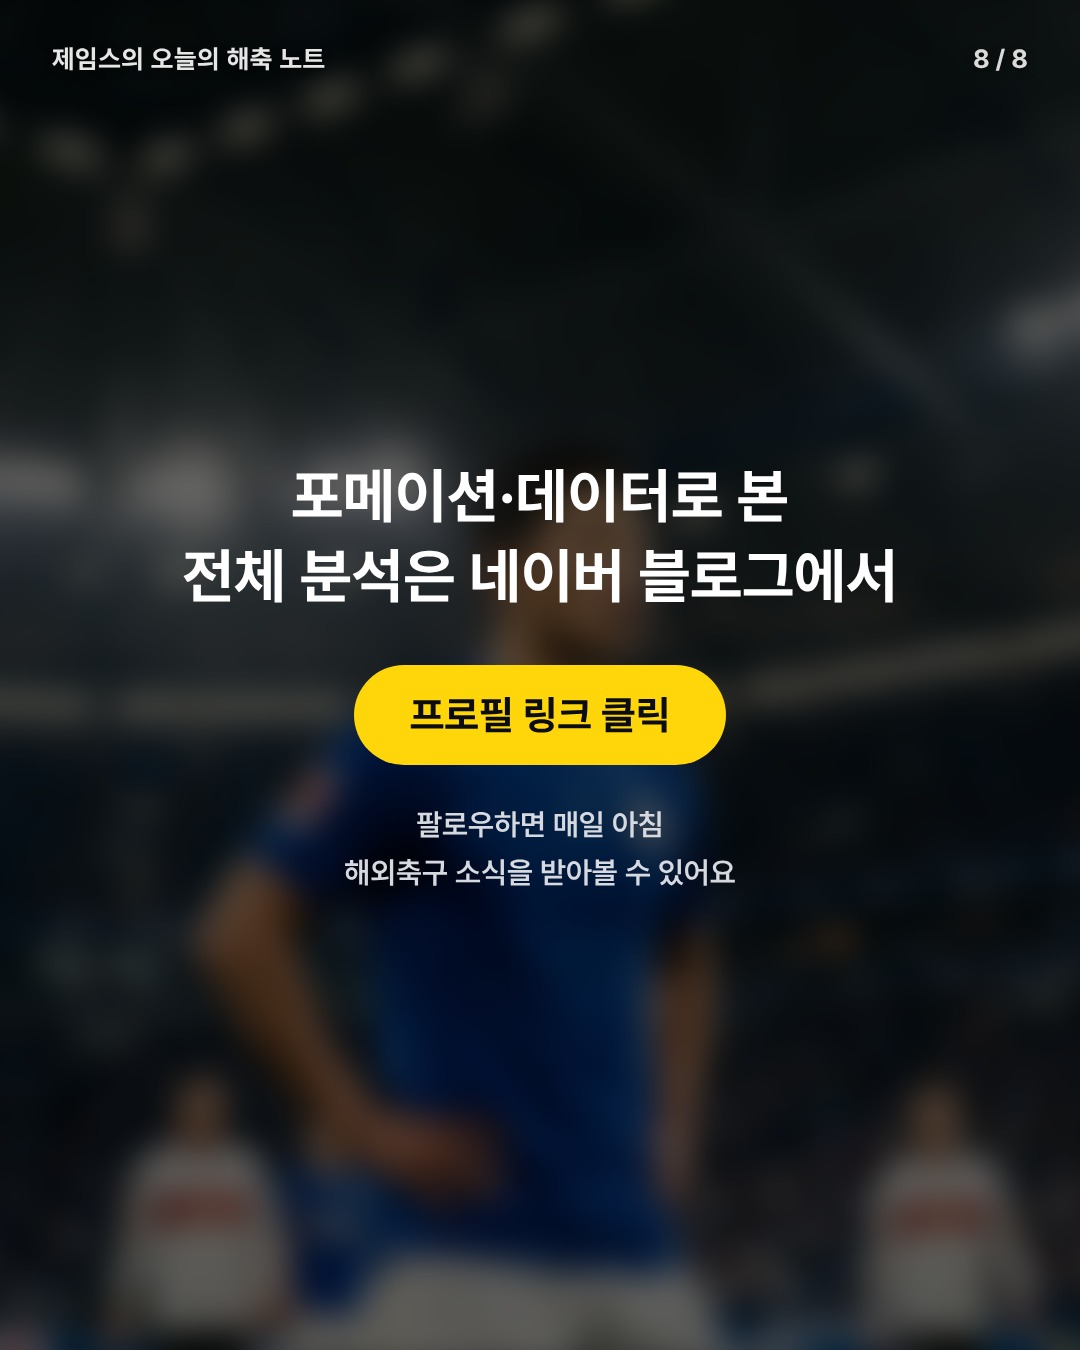 제임스의 오늘의 해축 노트
8 / 8
포메이션·데이터로 본
전체 분석은 네이버 블로그에서
프로필 링크 클릭
팔로우하면 매일 아침
해외축구 소식을 받아볼 수 있어요